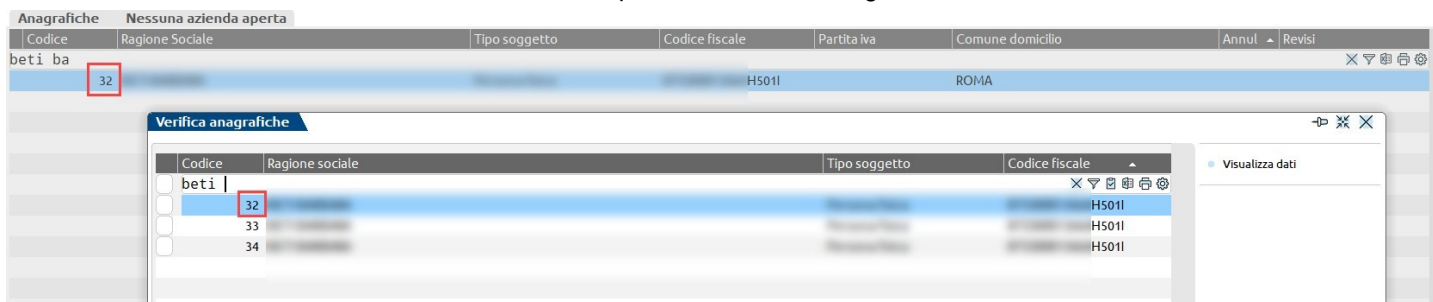 Anagrafiche Nessuna azienda aperta
Codice Ragione Sociale Tipo soggetto Codice fiscale Partita iva Comune domicilio Annul Revisi
beti ba
32 H501I ROMA
Verifica anagrafiche
Codice Ragione sociale Tipo soggetto Codice fiscale
Visualizza dati
beti
32 H501I
33 H501I
34 H501I